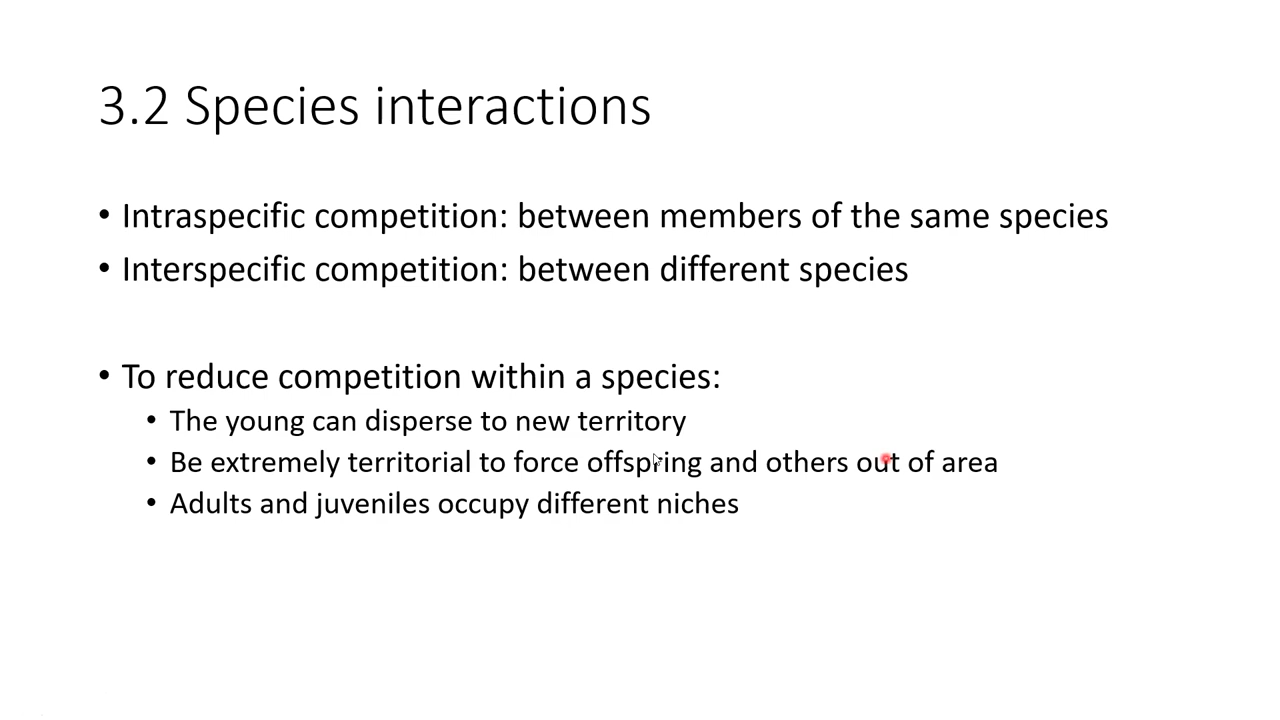 3.2 Species interactions
• Intraspecific competition: between members of the same species
• Interspecific competition: between different species
• To reduce competition within a species:
• The young can disperse to new territory
• Be extremely territorial to force offspring and others out of area
• Adults and juveniles occupy different niches